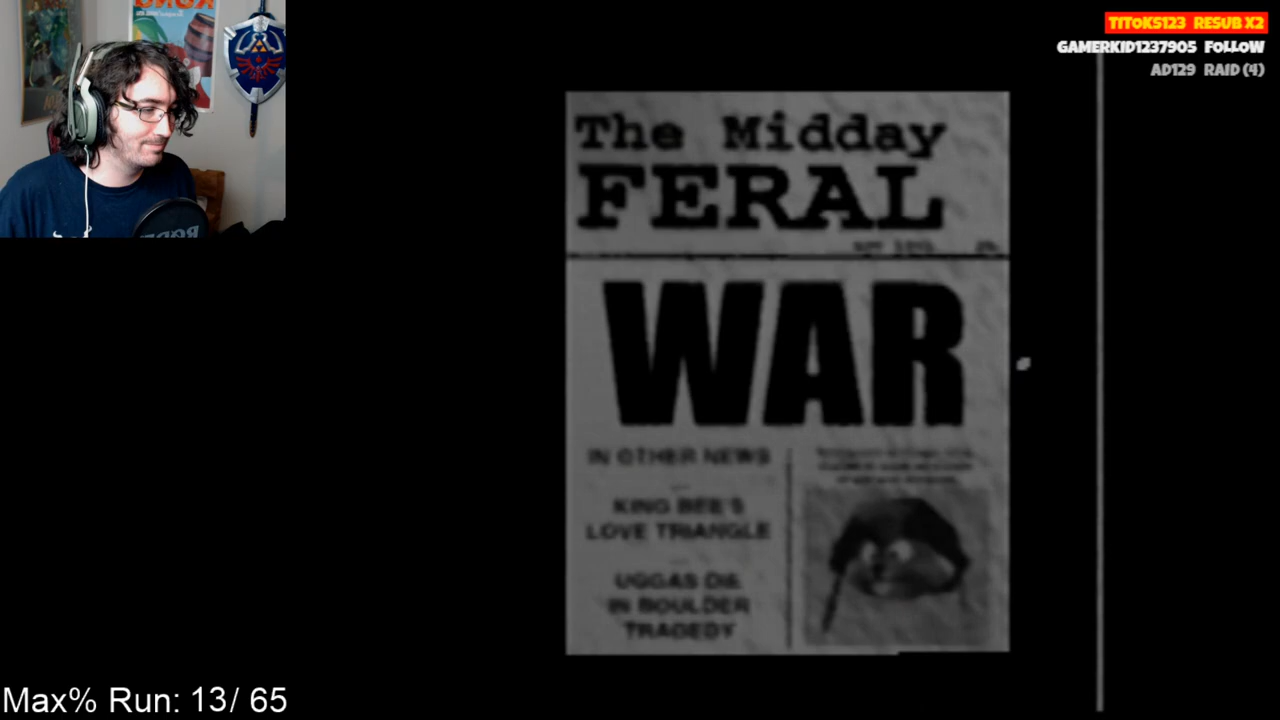 TITOKS123 RESUB X2
GAMERKID1237905 FOLLOW
AD129 RAID (4)
The Midday
FERAL
WAR
IN OTHER NEWS
KING BEE'S
LOVE TRIANGLE
UGGAS DIE
IN BOULDER
TRAGEDY
Max% Run: 13/ 65